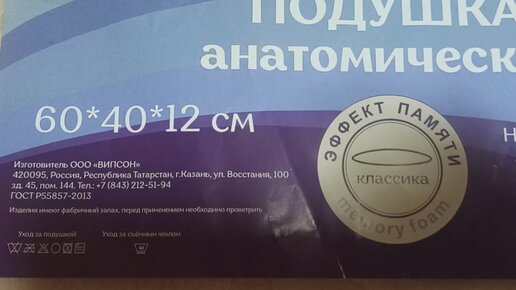 ПОДУШКА
анатомическ
60*40*12 см
Н
ЭФФЕКТ ПАМЯТИ
классика
memory foam
Изготовитель ООО «ВИПСОН»
420095, Россия, Республика Татарстан, г.Казань, ул. Восстания, 100
зд. 45, пом. 144. Тел.: +7 (843) 212-51-94
ГОСТ Р55857-2013
Изделия имеют фабричный запах, перед применением необходимо проветрить
Уход за подушкой
Уход за съёмным чехлом